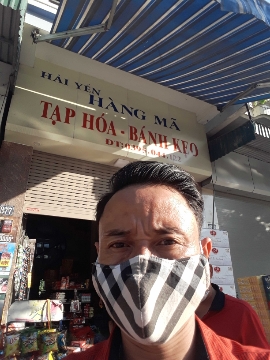 HẢI YẾN
HÀNG MÃ
TẠP HÓA - BÁNH KẸO